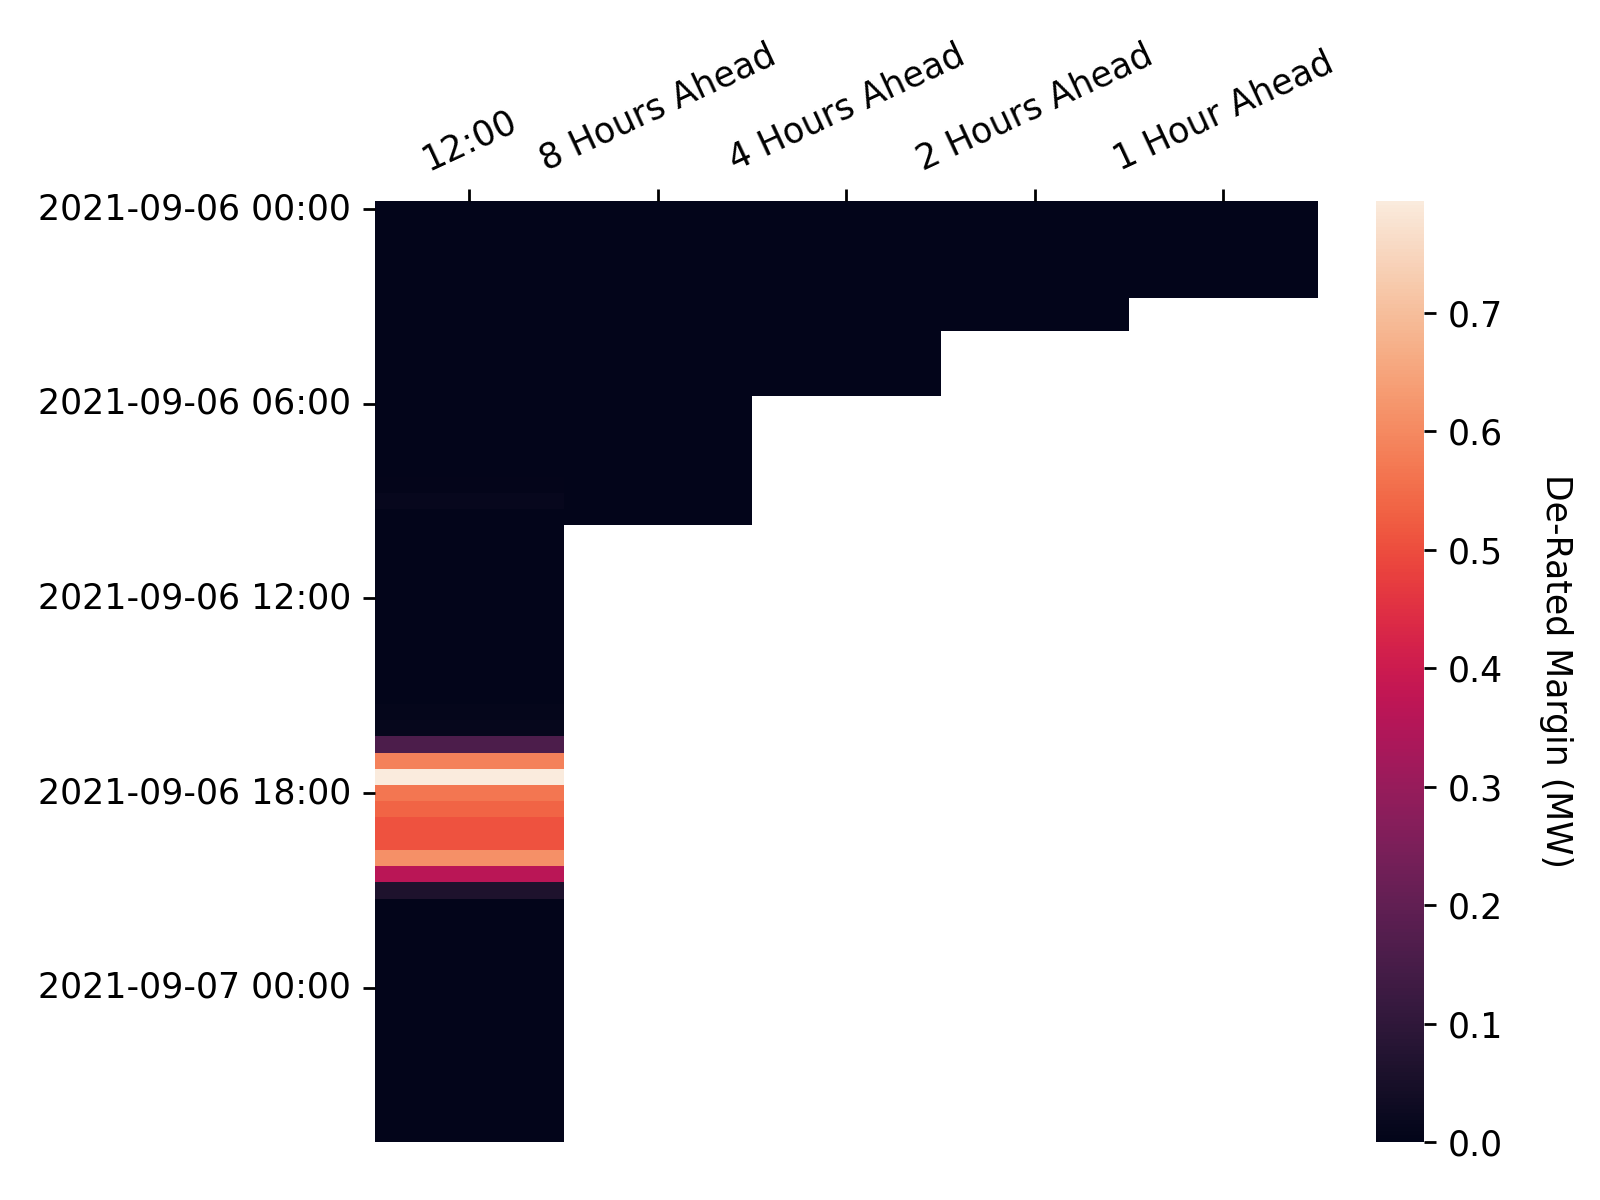 12:00
8 Hours Ahead
4 Hours Ahead
2 Hours Ahead
1 Hour Ahead
2021-09-06 00:00
2021-09-06 06:00
2021-09-06 12:00
2021-09-06 18:00
2021-09-07 00:00
0.7
0.6
0.5
0.4
0.3
0.2
0.1
0.0
De-Rated Margin (MW)